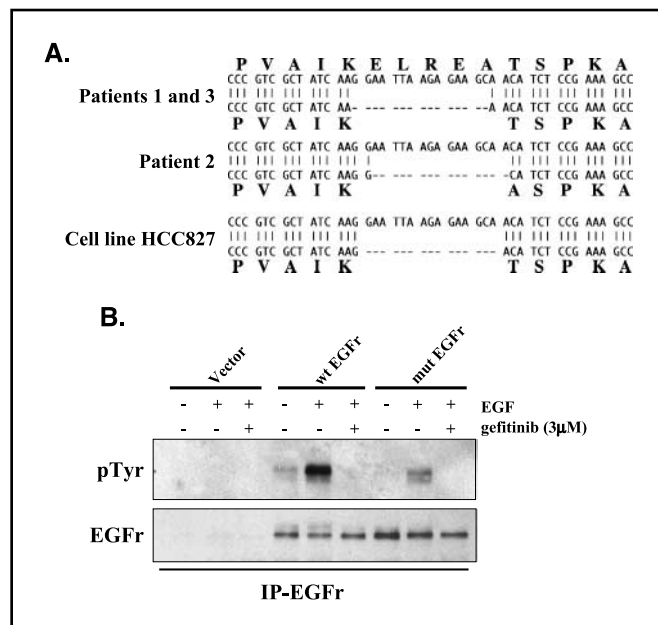 A.
P V A I K E L R E A T S P K A
CCC GTC GCT ATC AAG GAA TTA AGA GAA GCA ACA TCT CCG AAA GCC
Patients 1 and 3
CCC GTC GCT ATC AA- --- --- --- --- --A ACA TCT CCG AAA GCC
P V A I K T S P K A
CCC GTC GCT ATC AAG GAA TTA AGA GAA GCA ACA TCT CCG AAA GCC
Patient 2
CCC GTC GCT ATC AAG G-- --- --- --- --- -CA TCT CCG AAA GCC
P V A I K A S P K A
CCC GTC GCT ATC AAG GAA TTA AGA GAA GCA ACA TCT CCG AAA GCC
Cell line HCC827
CCC GTC GCT ATC AAG --- --- --- --- --- ACA TCT CCG AAA GCC
P V A I K T S P K A
B.
Vector wt EGFr mut EGFr
- + + - + + - + + EGF
- - + - - + - - + gefitinib (3μM)
pTyr
EGFr
IP-EGFr